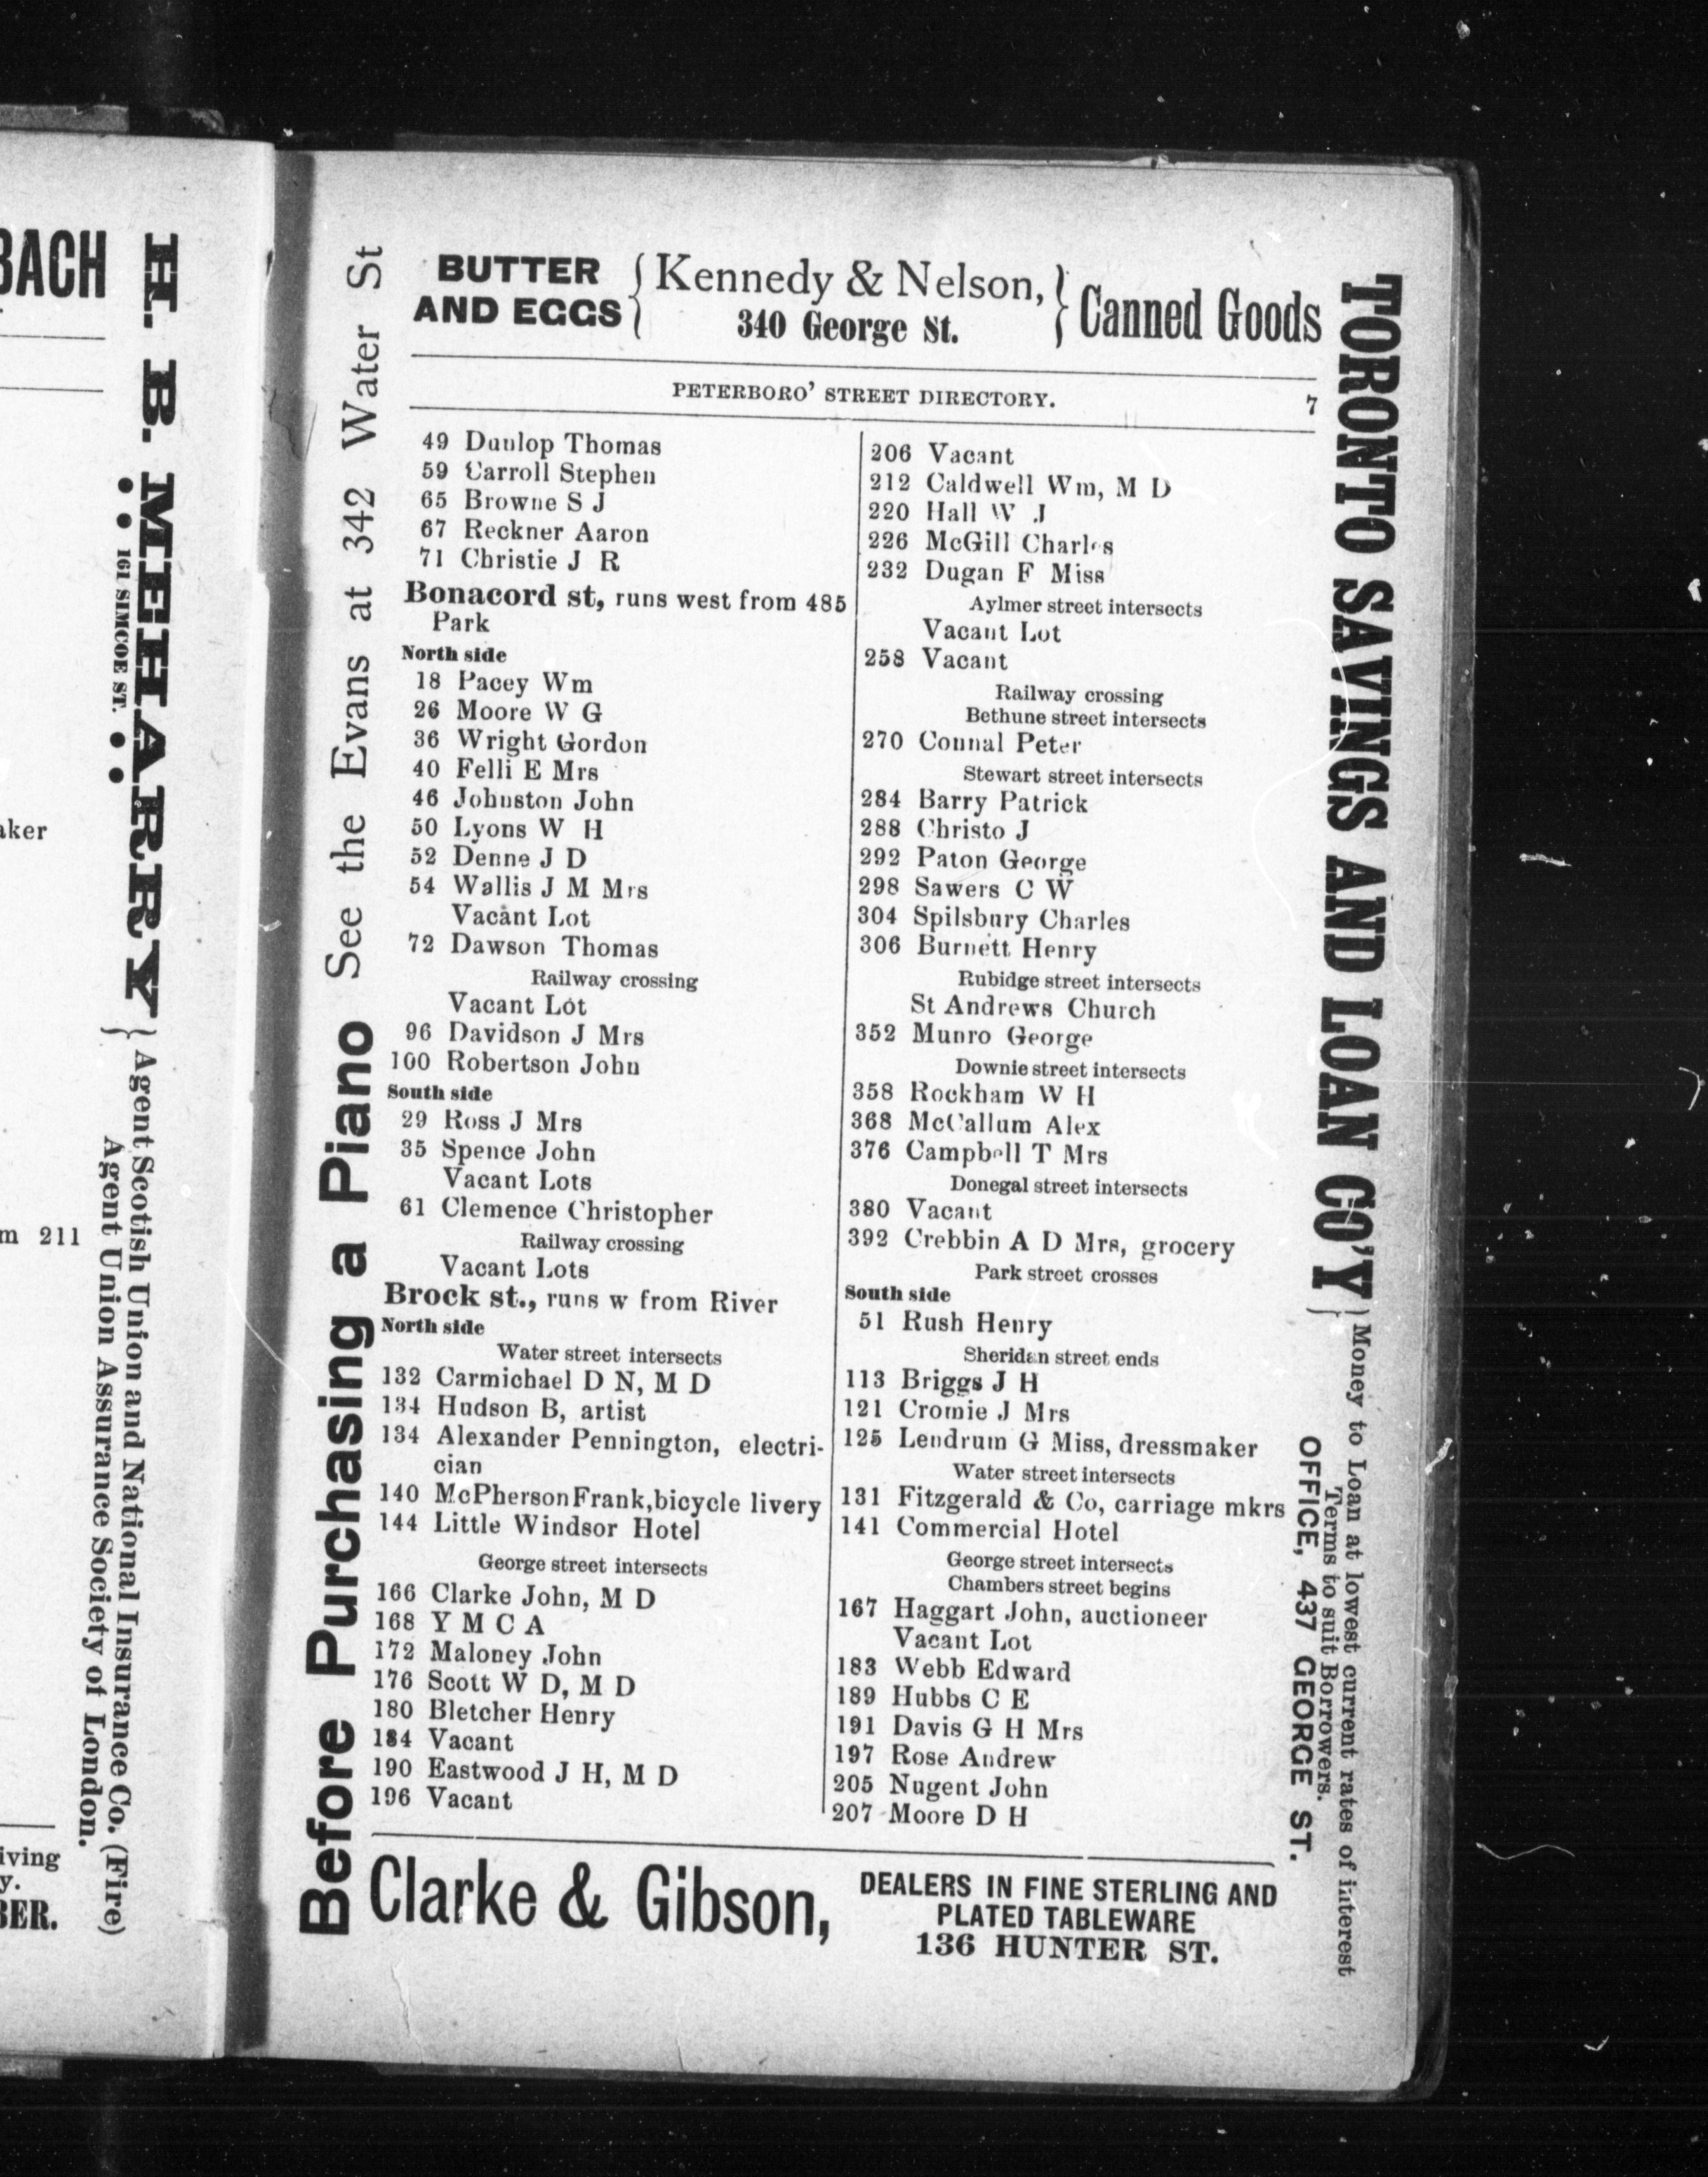 BACH
aker
m 211
iving
y.
BER.
H. B. MEHARRY
161 SIMCOE ST.
Agent Scotish Union and National Insurance Co. (Fire)
Agent Union Assurance Society of London.
Before Purchasing a Piano See the Evans at 342 Water St
BUTTER
AND EGGS
Kennedy & Nelson,
340 George St.
Canned Goods
PETERBORO' STREET DIRECTORY. 7
49 Dunlop Thomas
59 Carroll Stephen
65 Browne S J
67 Reckner Aaron
71 Christie J R
Bonacord st, runs west from 485
Park
North side
18 Pacey Wm
26 Moore W G
36 Wright Gordon
40 Felli E Mrs
46 Johnston John
50 Lyons W H
52 Denne J D
54 Wallis J M Mrs
Vacant Lot
72 Dawson Thomas
Railway crossing
Vacant Lot
96 Davidson J Mrs
100 Robertson John
South side
29 Ross J Mrs
35 Spence John
Vacant Lots
61 Clemence Christopher
Railway crossing
Vacant Lots
Brock st., runs w from River
North side
Water street intersects
132 Carmichael D N, M D
134 Hudson B, artist
134 Alexander Pennington, electri-
cian
140 McPherson Frank, bicycle livery
144 Little Windsor Hotel
George street intersects
166 Clarke John, M D
168 Y M C A
172 Maloney John
176 Scott W D, M D
180 Bletcher Henry
184 Vacant
190 Eastwood J H, M D
196 Vacant
206 Vacant
212 Caldwell Wm, M D
220 Hall W J
226 McGill Charles
232 Dugan F Miss
Aylmer street intersects
Vacant Lot
258 Vacant
Railway crossing
Bethune street intersects
270 Connal Peter
Stewart street intersects
284 Barry Patrick
288 Christo J
292 Paton George
298 Sawers C W
304 Spilsbury Charles
306 Burnett Henry
Rubidge street intersects
St Andrews Church
352 Munro George
Downie street intersects
358 Rockham W H
368 McCallum Alex
376 Campbell T Mrs
Donegal street intersects
380 Vacant
392 Crebbin A D Mrs, grocery
Park street crosses
South side
51 Rush Henry
Sheridan street ends
113 Briggs J H
121 Cromie J Mrs
125 Lendrum G Miss, dressmaker
Water street intersects
131 Fitzgerald & Co, carriage mkrs
141 Commercial Hotel
George street intersects
Chambers street begins
167 Haggart John, auctioneer
Vacant Lot
183 Webb Edward
189 Hubbs C E
191 Davis G H Mrs
197 Rose Andrew
205 Nugent John
207 Moore D H
Clarke & Gibson,
DEALERS IN FINE STERLING AND
PLATED TABLEWARE
136 HUNTER ST.
TORONTO SAVINGS AND LOAN CO'Y
Money to Loan at lowest current rates of interest
Terms to suit Borrowers.
OFFICE, 437 GEORGE ST.